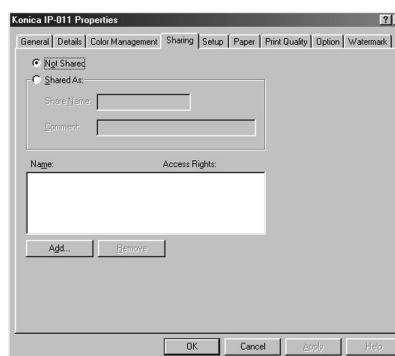 Konica IP-011 Properties ?
General Details Color Management Sharing Setup Paper Print Quality Option Watermark
Not Shared
Shared As:
Share Name:
Comment:
Name: Access Rights:
Add... Remove
OK Cancel Apply Help